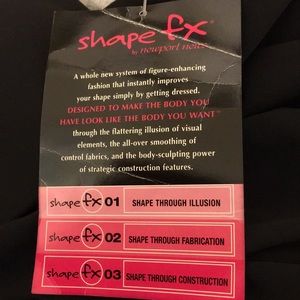 shape fx
by newport news
A whole new system of figure-enhancing
fashion that instantly improves
your shape simply by getting dressed.
DESIGNED TO MAKE THE BODY YOU
HAVE LOOK LIKE THE BODY YOU WANT
through the flattering illusion of visual
elements, the all-over smoothing of
control fabrics, and the body-sculpting power
of strategic construction features.
shape fx 01 SHAPE THROUGH ILLUSION
shape fx 02 SHAPE THROUGH FABRICATION
shape fx 03 SHAPE THROUGH CONSTRUCTION